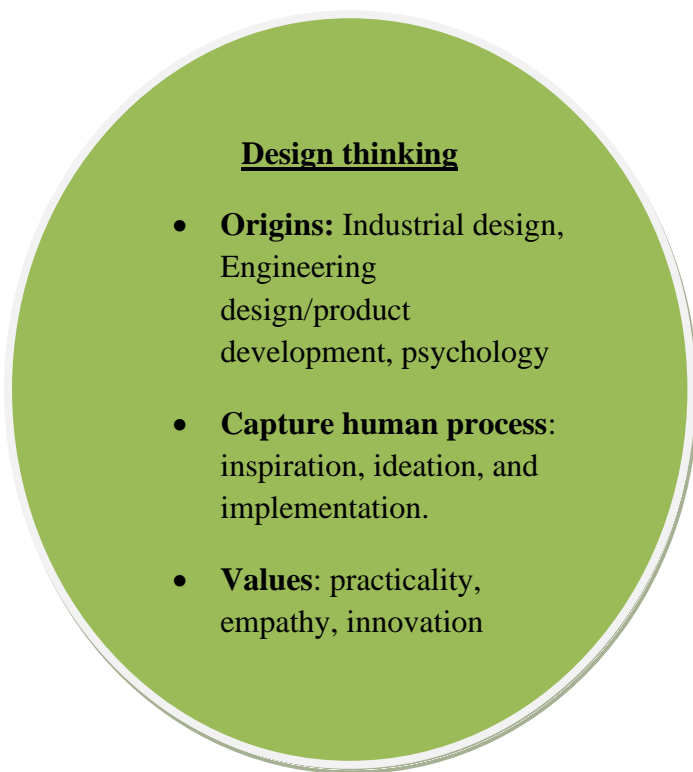 Design thinking
• Origins: Industrial design,
Engineering
design/product
development, psychology
• Capture human process:
inspiration, ideation, and
implementation.
• Values: practicality,
empathy, innovation